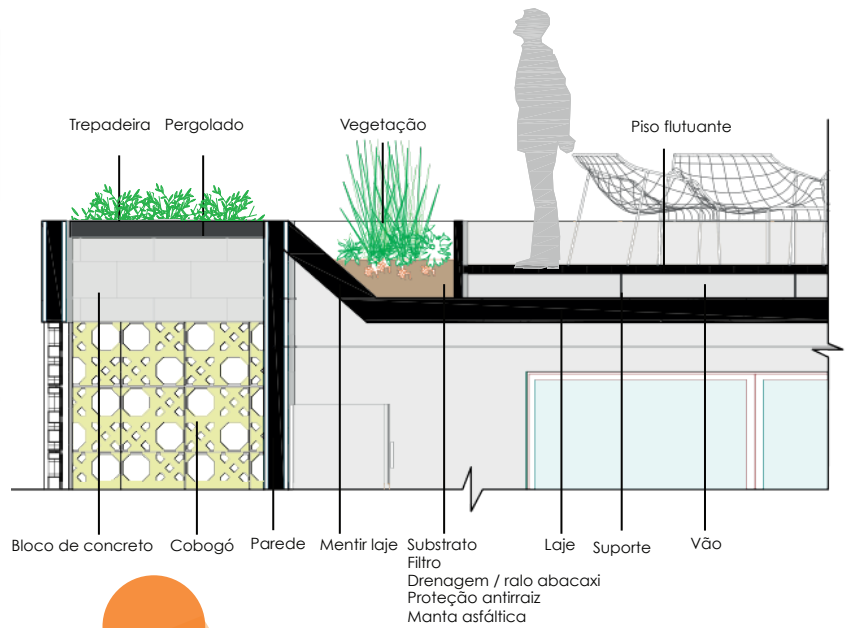 Trepadeira
Pergolado
Vegetação
Piso flutuante
Bloco de concreto
Cobogó
Parede
Mentir laje
Substrato
Filtro
Drenagem / ralo abacaxi
Proteção antirraiz
Manta asfáltica
Laje
Suporte
Vão